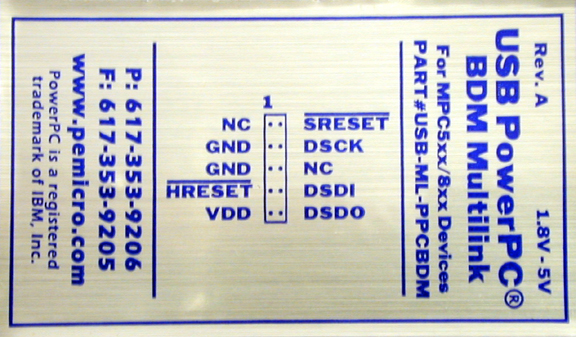 Rev. A 1.8V - 5V
USB PowerPC®
BDM Multilink
For MPC5xx/8xx Devices
PART#USB-ML-PPCBDM
1
NC SRESET
GND DSCK
GND NC
HRESET DSDI
VDD DSDO
P: 617-353-9206
F: 617-353-9205
www.pemicro.com
PowerPC is a registered
trademark of IBM, Inc.